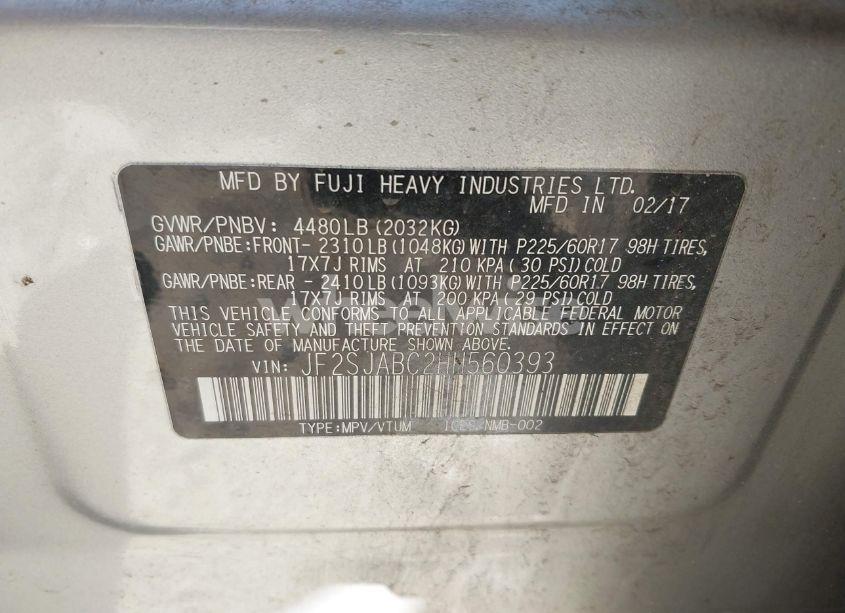 MFD BY FUJI HEAVY INDUSTRIES LTD.
MFD IN 02/17
GVWR/PNBV: 4480LB(2032KG)
GAWR/PNBE:FRONT- 2310LB(1048KG)WITH P225/60R17 98H TIRES,
17X7J RIMS AT 210 KPA(30 PSI)COLD
GAWR/PNBE:REAR - 2410LB(1093KG)WITH P225/60R17 98H TIRES,
17X7J RIMS AT 200 KPA(29 PSI)COLD
THIS VEHICLE CONFORMS TO ALL APPLICABLE FEDERAL MOTOR
VEHICLE SAFETY AND THEFT PREVENTION STANDARDS IN EFFECT ON
THE DATE OF MANUFACTURE SHOWN ABOVE.
VIN: JF2SJABC2HH560393
TYPE:MPV/VTUM NMB-002